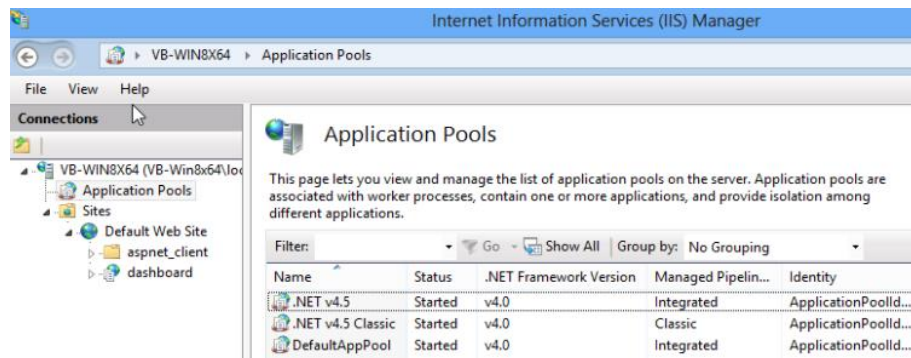 Internet Information Services (IIS) Manager
VB-WIN8X64 Application Pools
File View Help
Connections
VB-WIN8X64 (VB-Win8x64\loc
Application Pools
Sites
Default Web Site
aspnet_client
dashboard
Application Pools
This page lets you view and manage the list of application pools on the server. Application pools are
associated with worker processes, contain one or more applications, and provide isolation among
different applications.
Filter: Go Show All Group by: No Grouping
Name Status .NET Framework Version Managed Pipelin... Identity
.NET v4.5 Started v4.0 Integrated ApplicationPoolId...
.NET v4.5 Classic Started v4.0 Classic ApplicationPoolId...
DefaultAppPool Started v4.0 Integrated ApplicationPoolId...